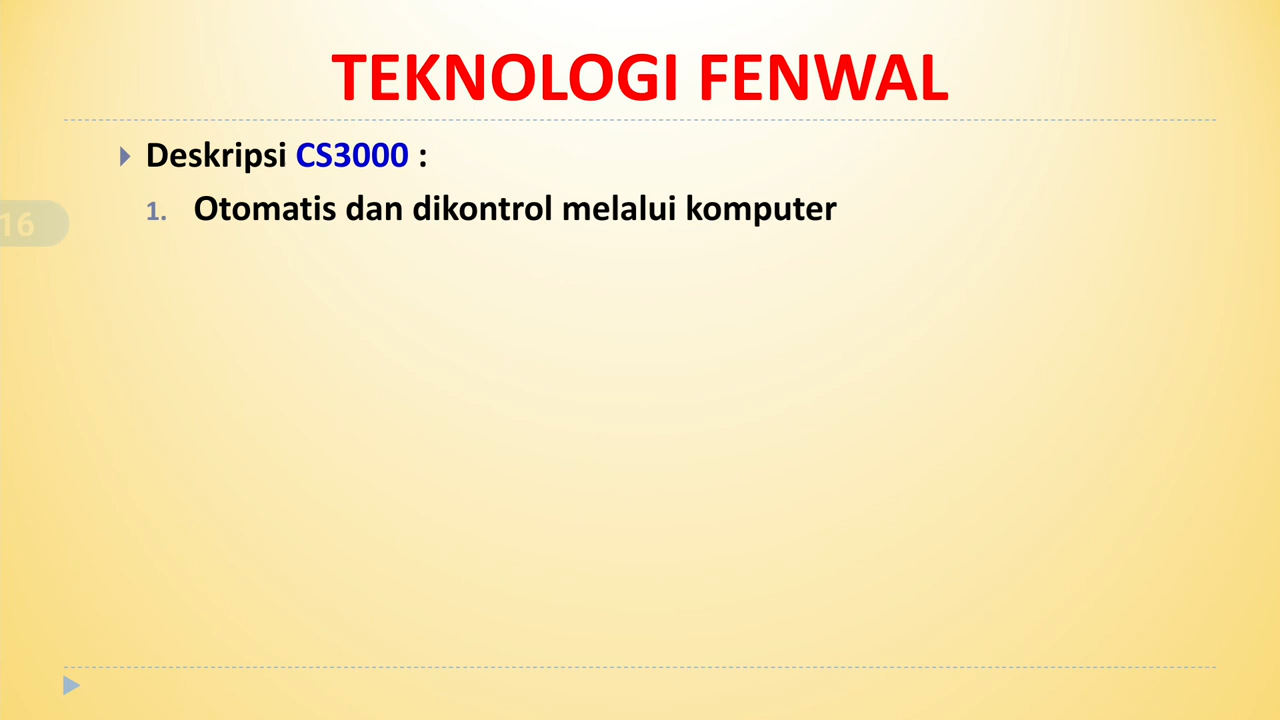 TEKNOLOGI FENWAL
Deskripsi CS3000 :
1. Otomatis dan dikontrol melalui komputer
16